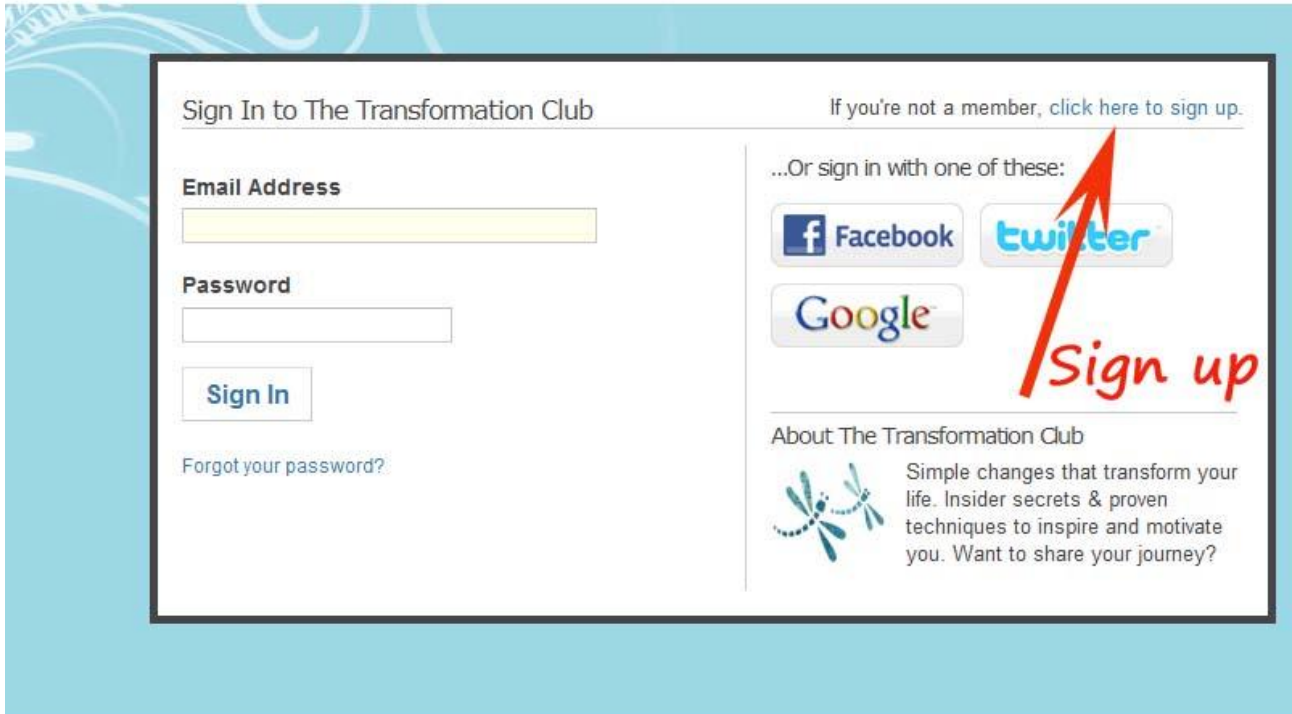 Sign In to The Transformation Club
If you're not a member, click here to sign up.
Email Address
Password
Sign In
Forgot your password?
...Or sign in with one of these:
Facebook
twitter
Google
Sign up
About The Transformation Club
Simple changes that transform your
life. Insider secrets & proven
techniques to inspire and motivate
you. Want to share your journey?